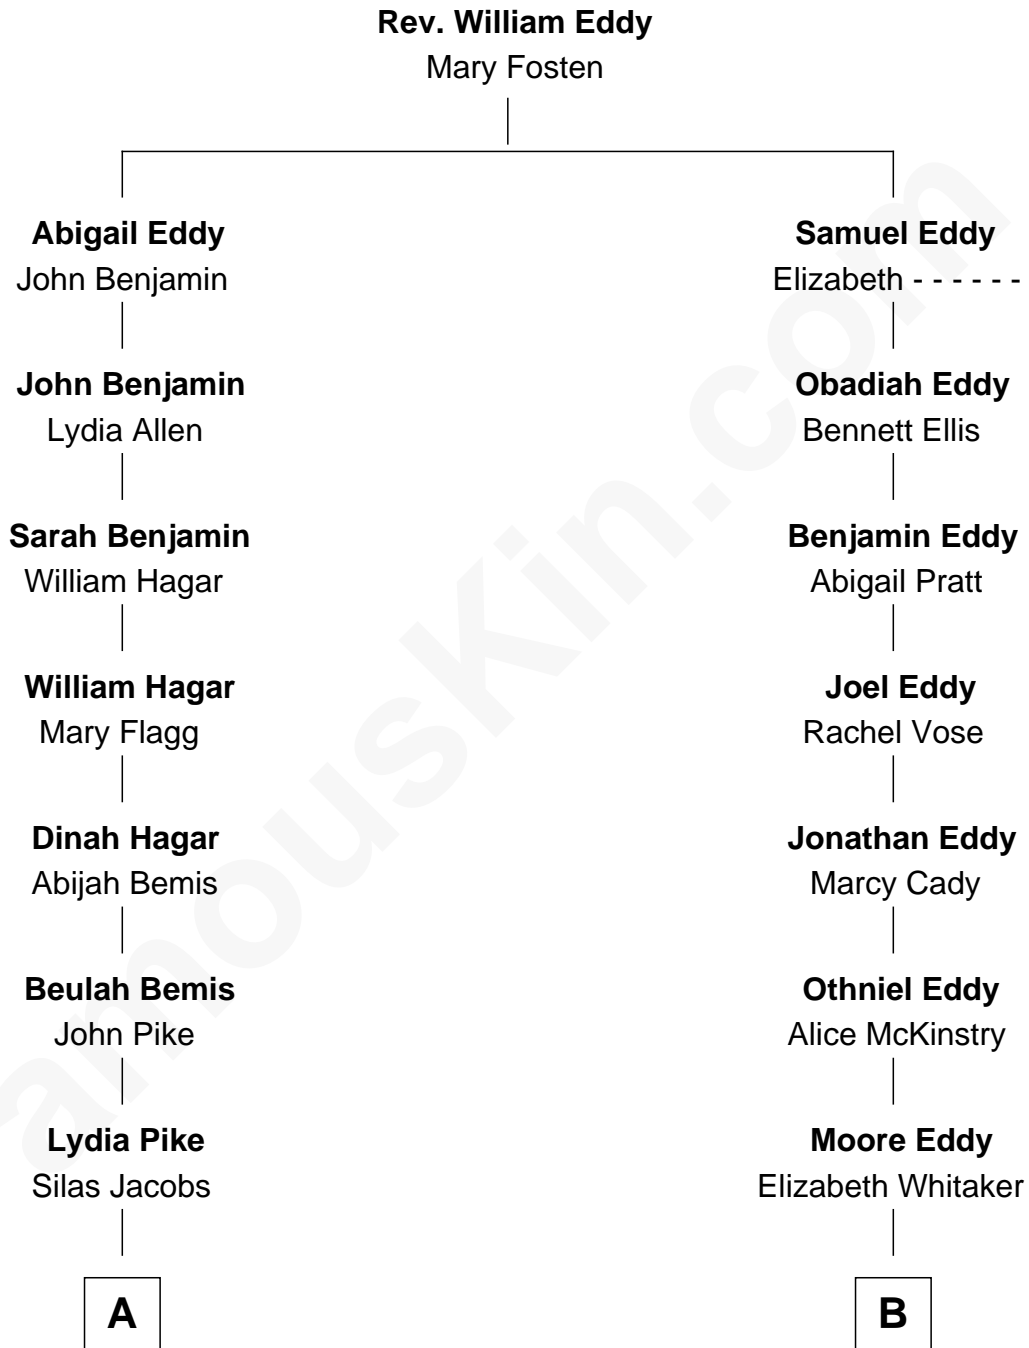 Rev. William Eddy
Mary Fosten
Abigail Eddy
John Benjamin
Samuel Eddy
Elizabeth - - - - - -
John Benjamin
Lydia Allen
Obadiah Eddy
Bennett Ellis
Sarah Benjamin
William Hagar
Benjamin Eddy
Abigail Pratt
William Hagar
Mary Flagg
Joel Eddy
Rachel Vose
Dinah Hagar
Abijah Bemis
Jonathan Eddy
Marcy Cady
Beulah Bemis
John Pike
Othniel Eddy
Alice McKinstry
Lydia Pike
Silas Jacobs
Moore Eddy
Elizabeth Whitaker
A
B
amouskin.com